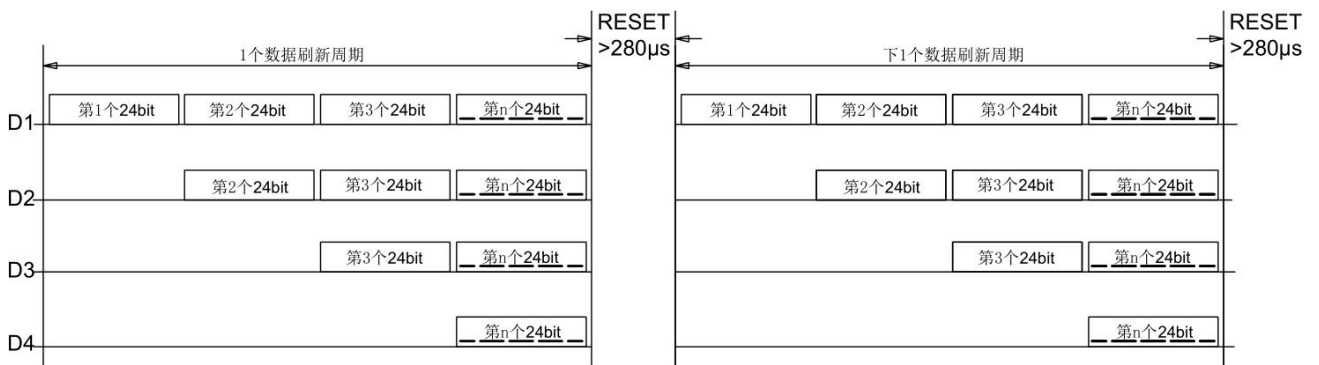 RESET
>280μs
RESET
>280μs
1个数据刷新周期
下1个数据刷新周期
D1
第1个24bit
第2个24bit
第3个24bit
第n个24bit
第1个24bit
第2个24bit
第3个24bit
第n个24bit
D2
第2个24bit
第3个24bit
第n个24bit
第2个24bit
第3个24bit
第n个24bit
D3
第3个24bit
第n个24bit
第3个24bit
第n个24bit
D4
第n个24bit
第n个24bit